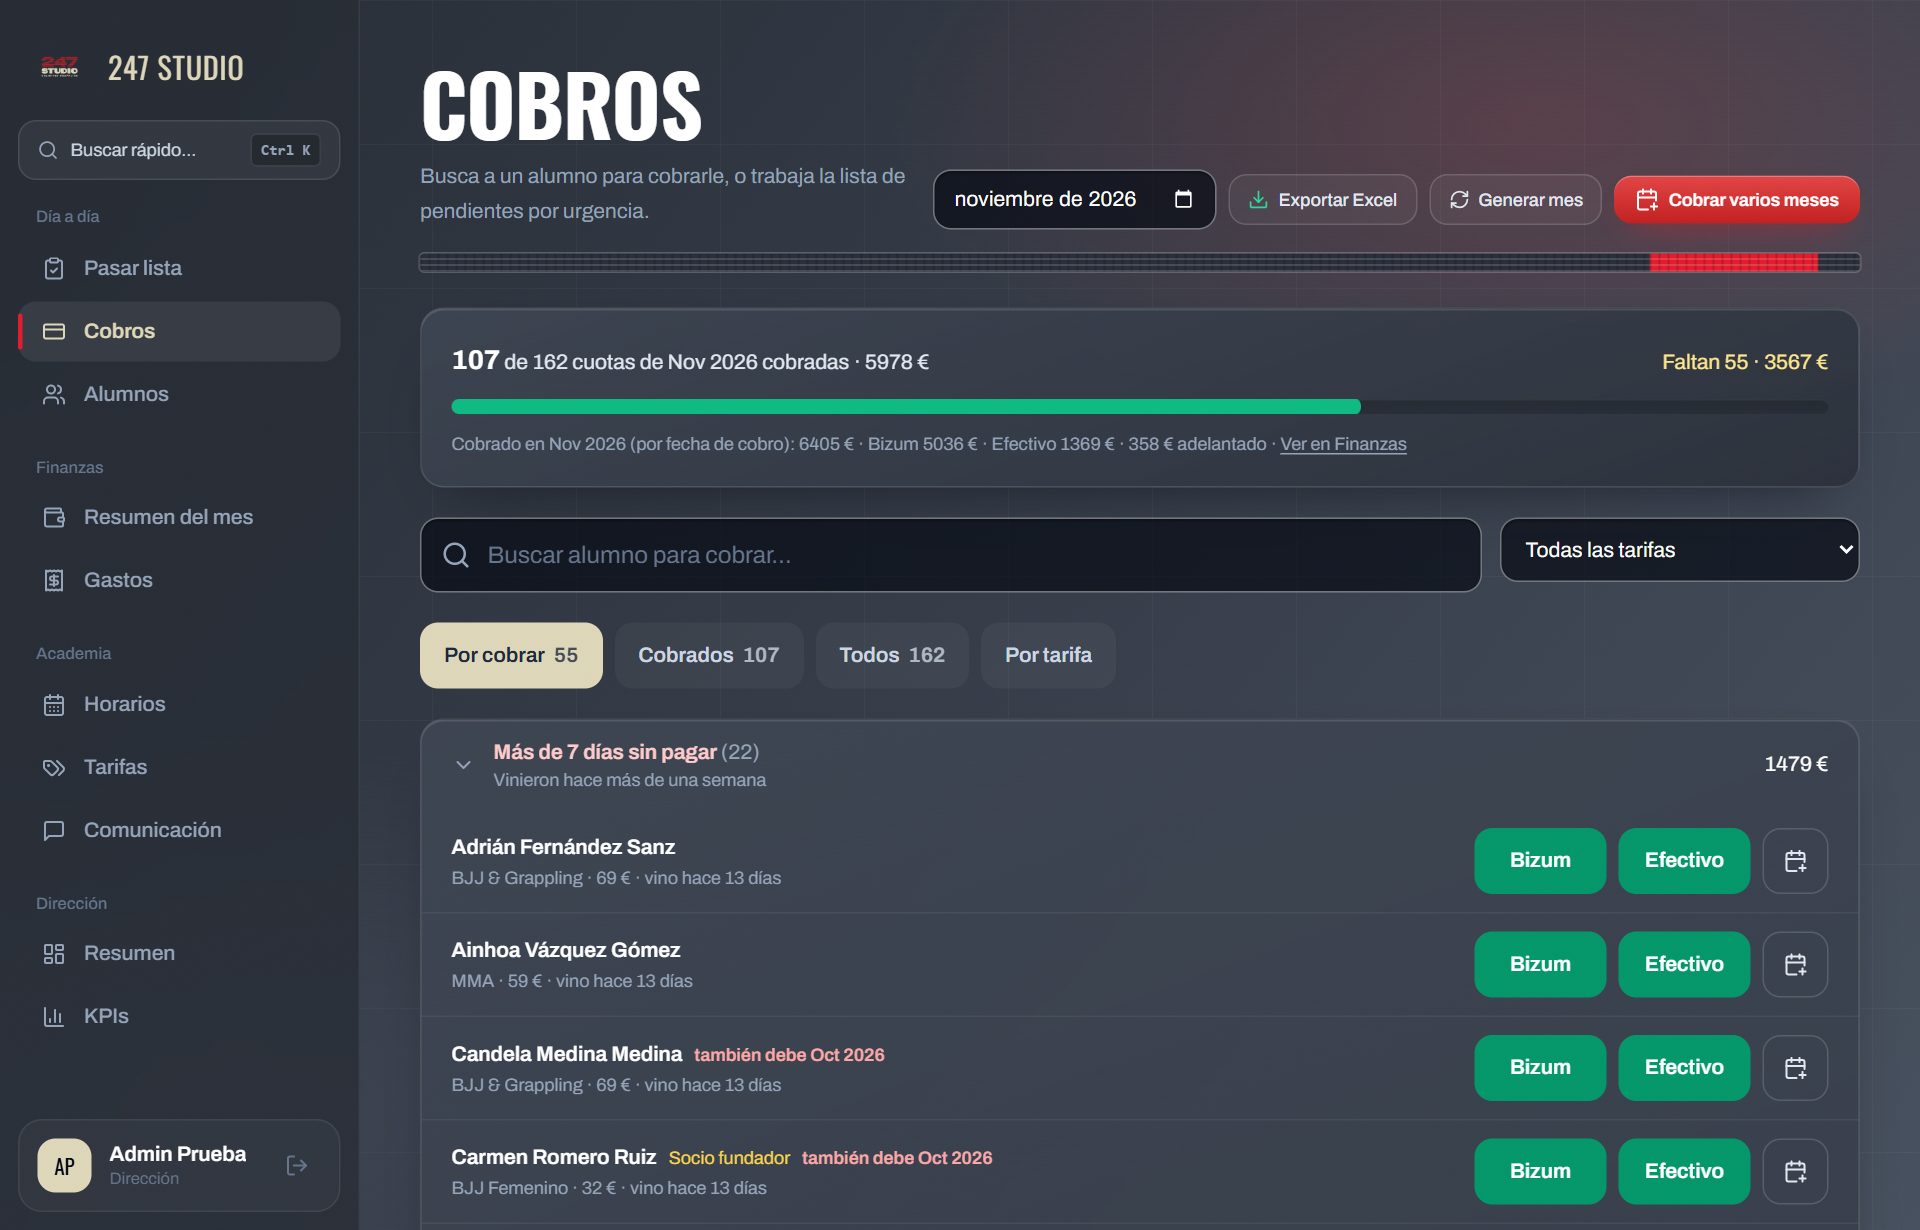 247
STUDIO
247 STUDIO
Buscar rápido...
Ctrl K
Día a día
Pasar lista
Cobros
Alumnos
Finanzas
Resumen del mes
Gastos
Academia
Horarios
Tarifas
Comunicación
Dirección
Resumen
KPIs
AP
Admin Prueba
Dirección
COBROS
Busca a un alumno para cobrarle, o trabaja la lista de
pendientes por urgencia.
noviembre de 2026
Exportar Excel
Generar mes
Cobrar varios meses
107 de 162 cuotas de Nov 2026 cobradas · 5978 €
Faltan 55 · 3567 €
Cobrado en Nov 2026 (por fecha de cobro): 6405 € · Bizum 5036 € · Efectivo 1369 € · 358 € adelantado · Ver en Finanzas
Buscar alumno para cobrar...
Todas las tarifas
Por cobrar 55
Cobrados 107
Todos 162
Por tarifa
Más de 7 días sin pagar (22)
Vinieron hace más de una semana
1479 €
Adrián Fernández Sanz
BJJ & Grappling · 69 € · vino hace 13 días
Bizum
Efectivo
Ainhoa Vázquez Gómez
MMA · 59 € · vino hace 13 días
Bizum
Efectivo
Candela Medina Medina también debe Oct 2026
BJJ & Grappling · 69 € · vino hace 13 días
Bizum
Efectivo
Carmen Romero Ruiz Socio fundador también debe Oct 2026
BJJ Femenino · 32 € · vino hace 13 días
Bizum
Efectivo